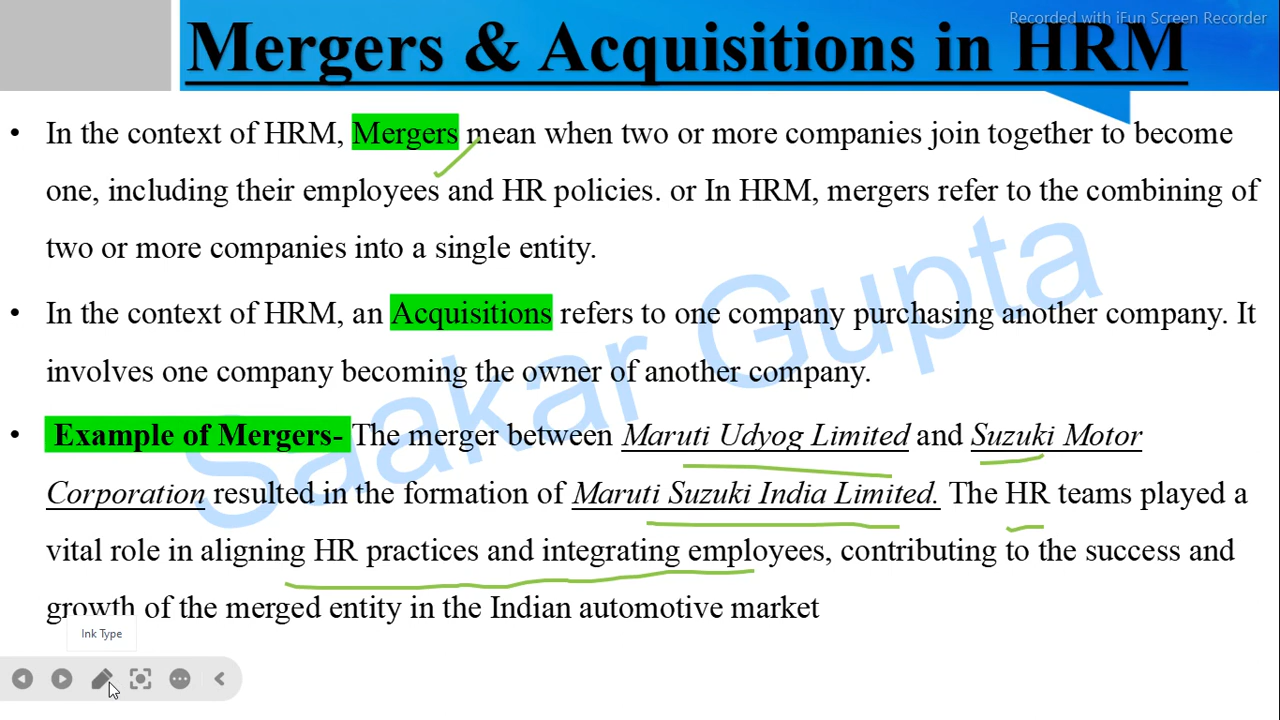 Recorded with iFun Screen Recorder
Mergers & Acquisitions in HRM
• In the context of HRM, Mergers mean when two or more companies join together to become
one, including their employees and HR policies. or In HRM, mergers refer to the combining of
two or more companies into a single entity.
• In the context of HRM, an Acquisitions refers to one company purchasing another company. It
involves one company becoming the owner of another company.
• Example of Mergers- The merger between Maruti Udyog Limited and Suzuki Motor
Corporation resulted in the formation of Maruti Suzuki India Limited. The HR teams played a
vital role in aligning HR practices and integrating employees, contributing to the success and
growth of the merged entity in the Indian automotive market
Saakar Gupta
Ink Type